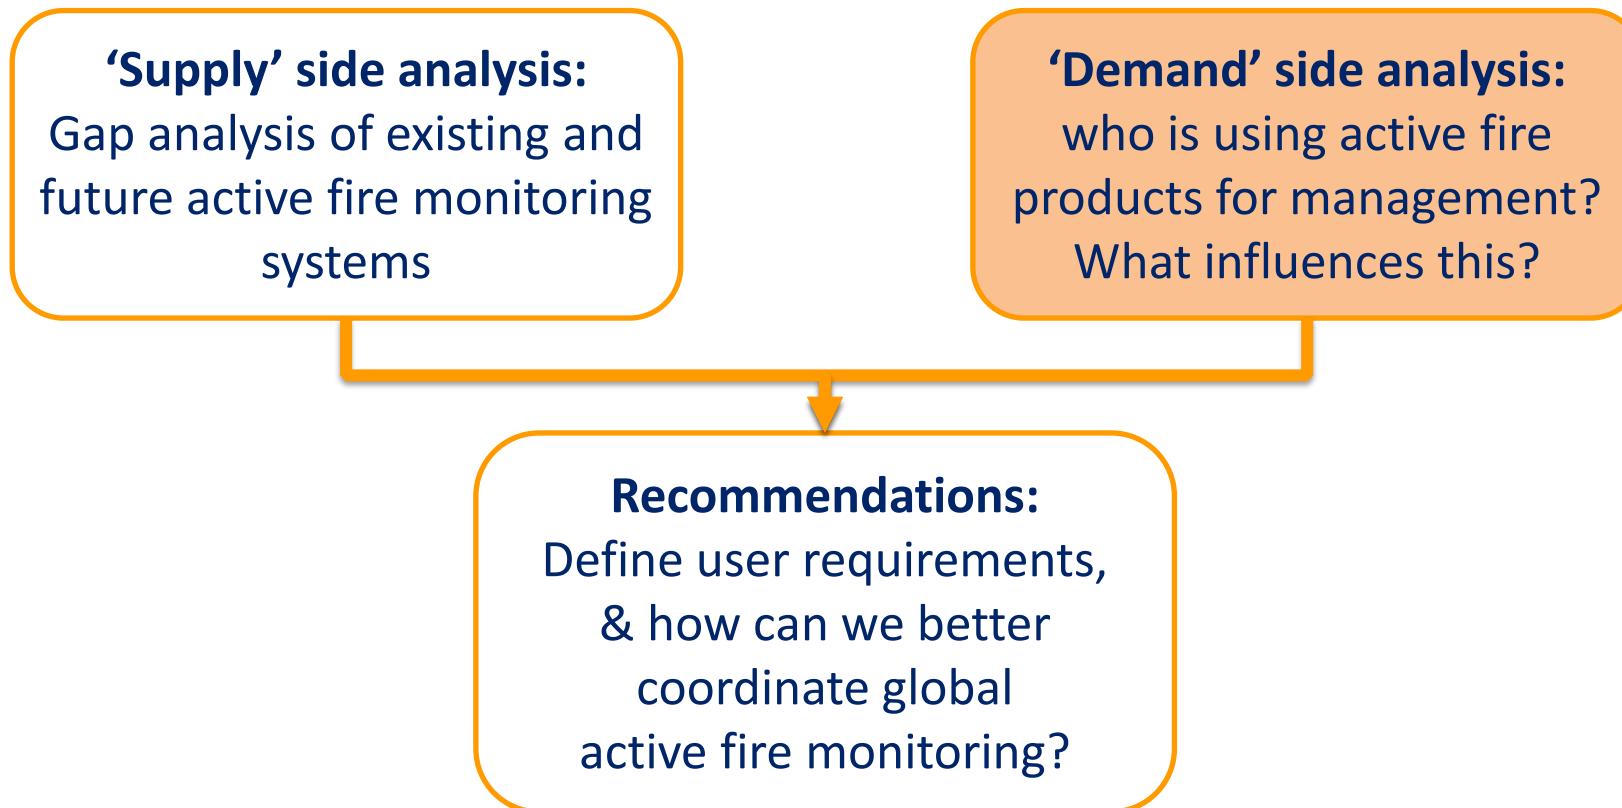 ‘Supply’ side analysis:
Gap analysis of existing and
future active fire monitoring
systems
‘Demand’ side analysis:
who is using active fire
products for management?
What influences this?
Recommendations:
Define user requirements,
& how can we better
coordinate global
active fire monitoring?